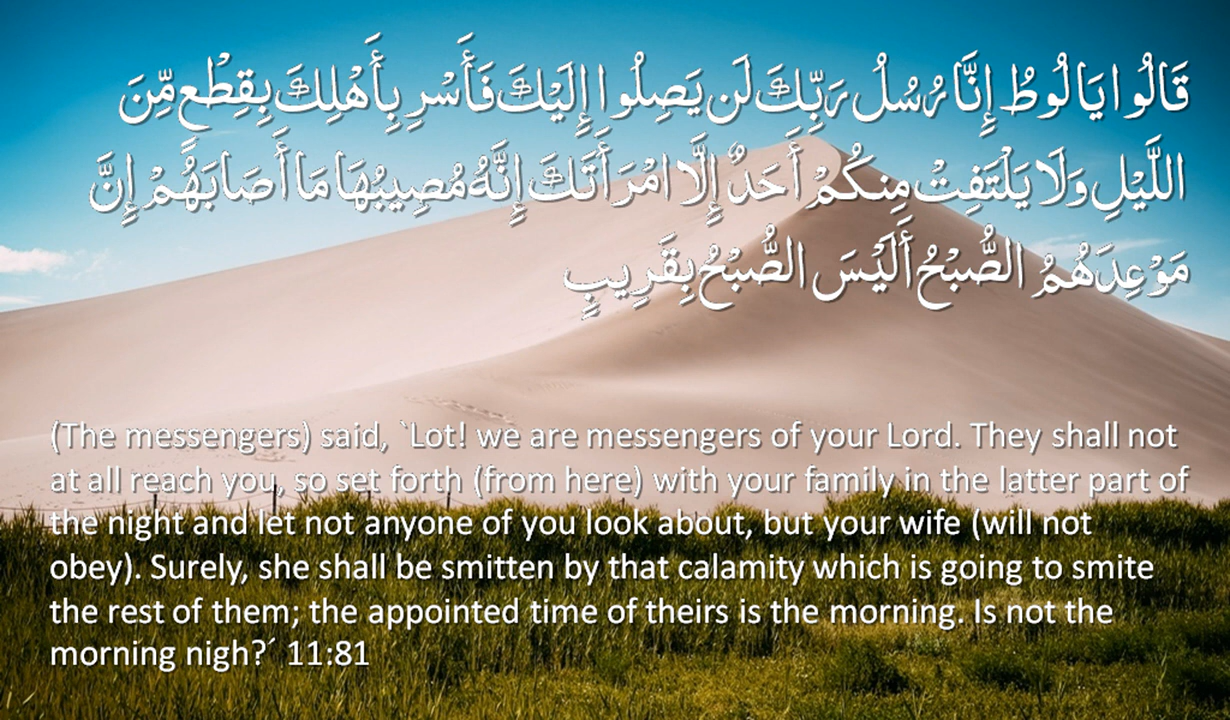 قَالُوا يَا لُوطُ إِنَّا رُسُلُ رَبِّكَ لَن يَصِلُوا إِلَيْكَ فَأَسْرِ بِأَهْلِكَ بِقِطْعٍ مِّنَ
اللَّيْلِ وَلَا يَلْتَفِتْ مِنكُمْ أَحَدٌ إِلَّا امْرَأَتَكَ إِنَّهُ مُصِيبُهَا مَا أَصَابَهُمْ إِنَّ
مَوْعِدَهُمُ الصُّبْحُ أَلَيْسَ الصُّبْحُ بِقَرِيبٍ
(The messengers) said, `Lot! we are messengers of your Lord. They shall not
at all reach you, so set forth (from here) with your family in the latter part of
the night and let not anyone of you look about, but your wife (will not
obey). Surely, she shall be smitten by that calamity which is going to smite
the rest of them; the appointed time of theirs is the morning. Is not the
morning nigh?´ 11:81